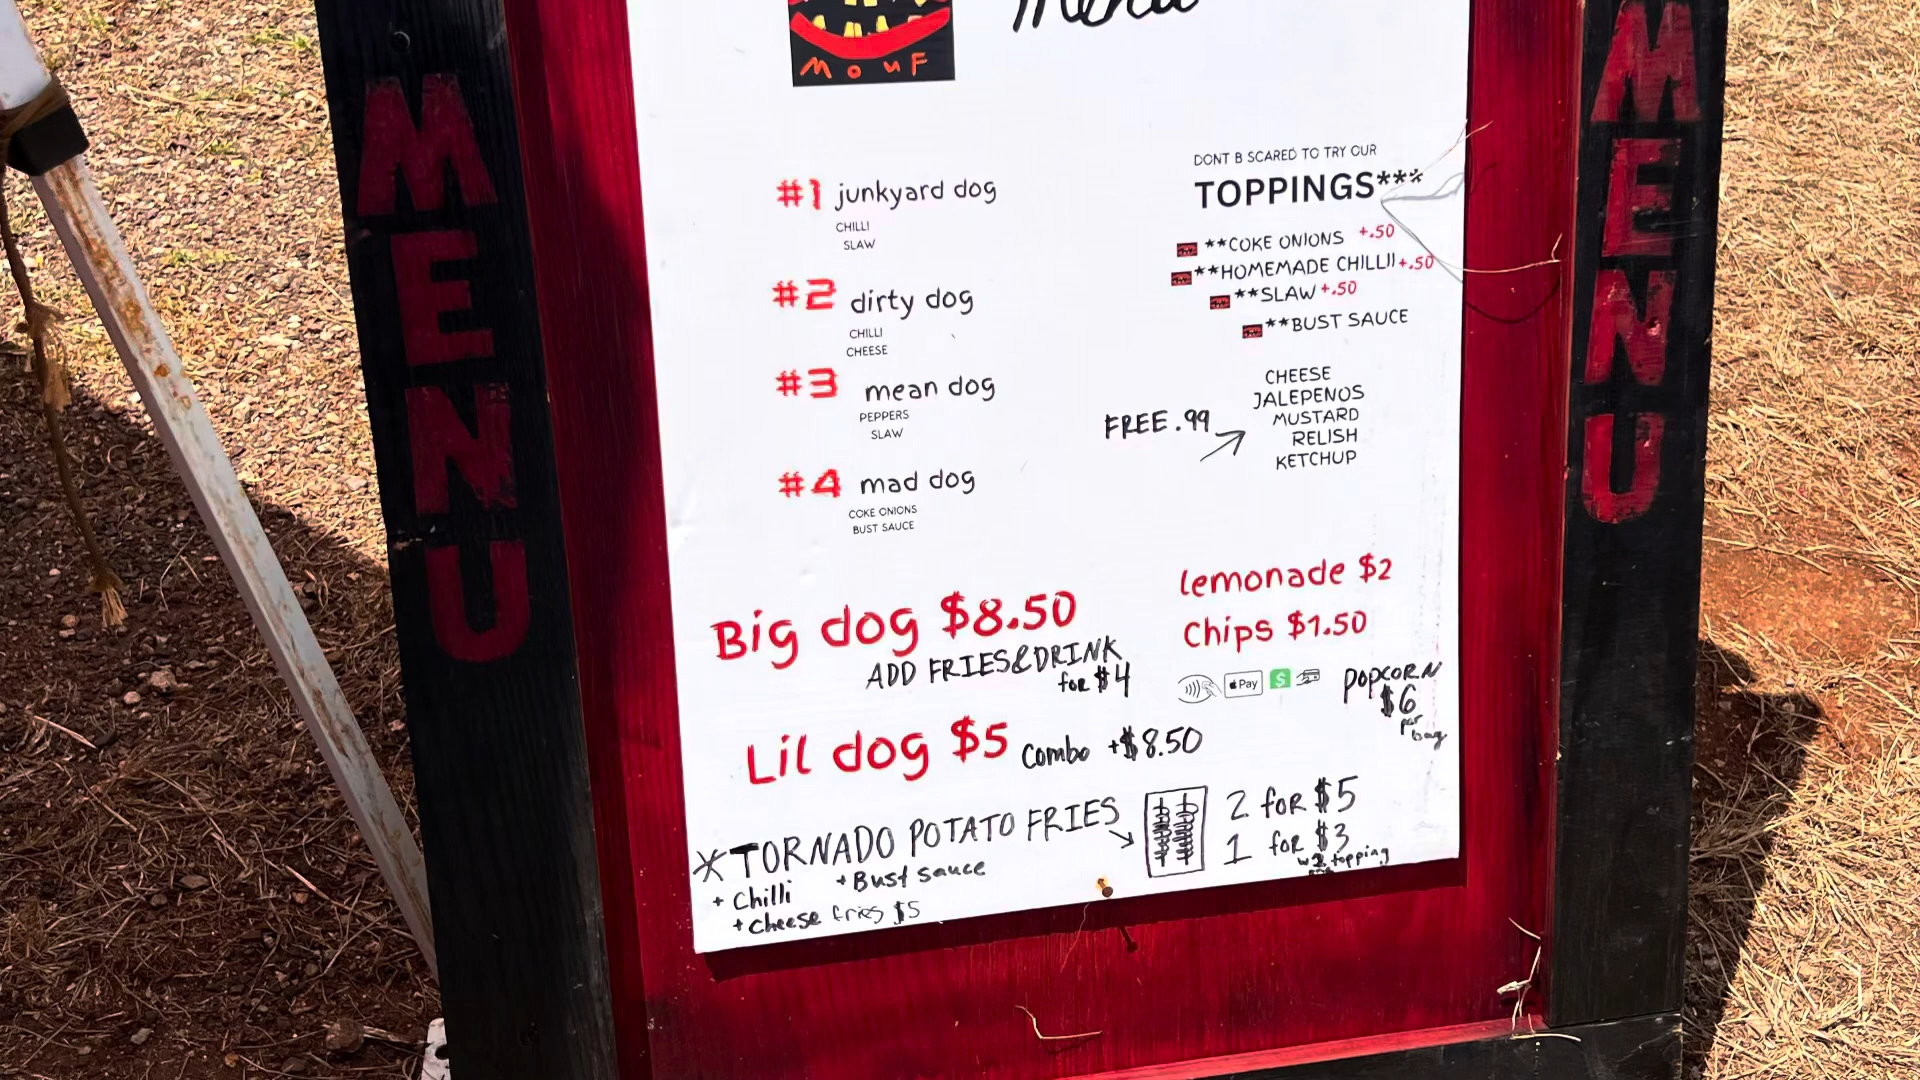 MOUF
Menu
MENU
#1 junkyard dog
CHILLI
SLAW
#2 dirty dog
CHILLI
CHEESE
#3 mean dog
PEPPERS
SLAW
#4 mad dog
COKE ONIONS
BUST SAUCE
DONT B SCARED TO TRY OUR
TOPPINGS***
**COKE ONIONS +.50
**HOMEMADE CHILLI +.50
**SLAW +.50
**BUST SAUCE
FREE .99
CHEESE
JALEPENOS
MUSTARD
RELISH
KETCHUP
Big dog $8.50
ADD FRIES & DRINK
for $4
Lil dog $5 Combo +$8.50
lemonade $2
Chips $1.50
Pay $
POPCORN
$6
per
bag
*TORNADO POTATO FRIES
+ Chilli + Bust sauce
+ Cheese fries $5
2 for $5
1 for $3
topping
MENU